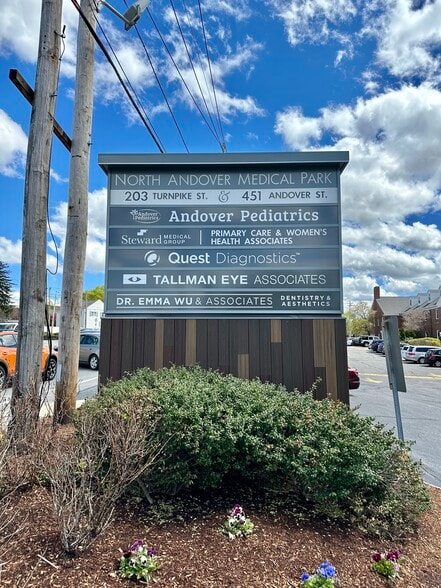 NORTH ANDOVER MEDICAL PARK
203 TURNPIKE ST. & 451 ANDOVER ST.
Andover Pediatrics Andover Pediatrics
Steward MEDICAL GROUP PRIMARY CARE & WOMEN'S
HEALTH ASSOCIATES
Quest Diagnostics™
TALLMAN EYE ASSOCIATES
DR. EMMA WU & ASSOCIATES DENTISTRY &
AESTHETICS